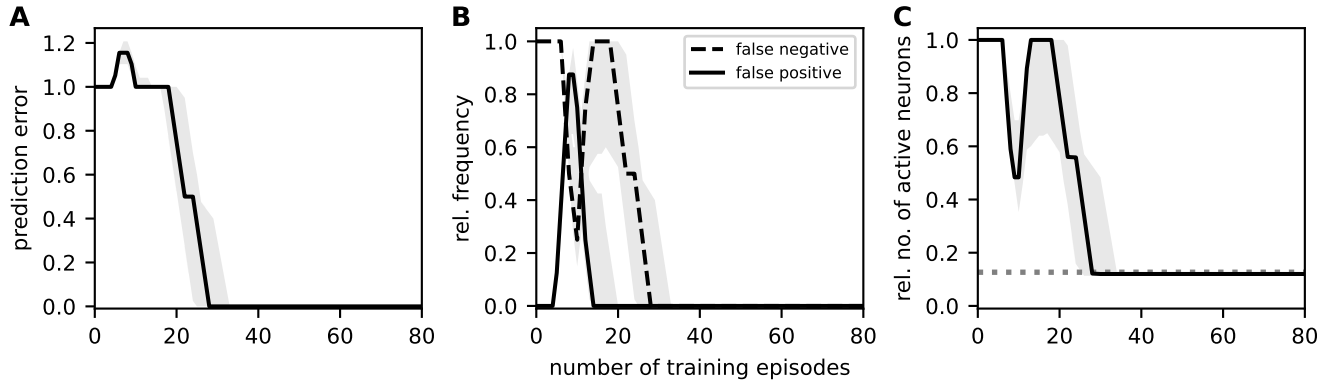 A
prediction error
1.2
1.0
0.8
0.6
0.4
0.2
0.0
0 20 40 60 80
B
rel. frequency
1.0
0.8
0.6
0.4
0.2
0.0
false negative
false positive
0 20 40 60 80
number of training episodes
C
rel. no. of active neurons
1.0
0.8
0.6
0.4
0.2
0.0
0 20 40 60 80